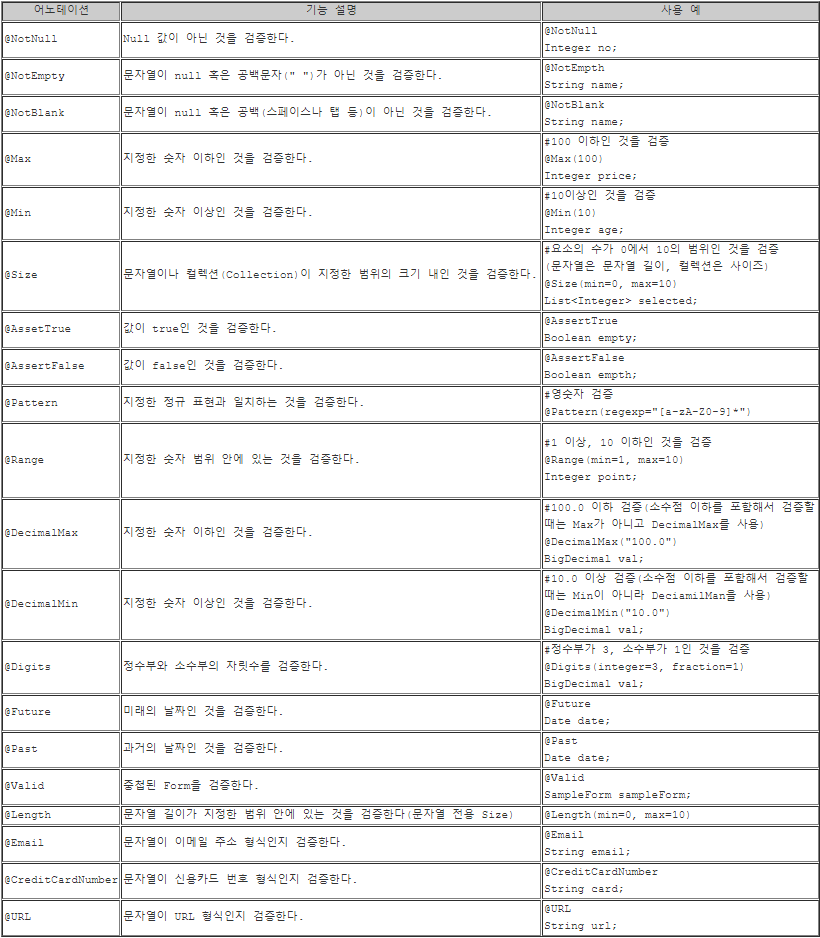 어노테이션 기능 설명 사용 예
@NotNull Null 값이 아닌 것을 검증한다. @NotNull
Integer no;
@NotEmpty 문자열이 null 혹은 공백문자(" ")가 아닌 것을 검증한다. @NotEmpth
String name;
@NotBlank 문자열이 null 혹은 공백(스페이스나 탭 등)이 아닌 것을 검증한다. @NotBlank
String name;
@Max 지정한 숫자 이하인 것을 검증한다. #100 이하인 것을 검증
@Max(100)
Integer price;
@Min 지정한 숫자 이상인 것을 검증한다. #10이상인 것을 검증
@Min(10)
Integer age;
@Size 문자열이나 컬렉션(Collection)이 지정한 범위의 크기 내인 것을 검증한다. #요소의 수가 0에서 10의 범위인 것을 검증
(문자열은 문자열 길이, 컬렉션은 사이즈)
@Size(min=0, max=10)
List<Integer> selected;
@AssetTrue 값이 true인 것을 검증한다. @AssertTrue
Boolean empty;
@AssertFalse 값이 false인 것을 검증한다. @AssertFalse
Boolean empth;
@Pattern 지정한 정규 표현과 일치하는 것을 검증한다. #영숫자 검증
@Pattern(regexp="[a-zA-Z0-9]*")
@Range 지정한 숫자 범위 안에 있는 것을 검증한다. #1 이상, 10 이하인 것을 검증
@Range(min=1, max=10)
Integer point;
@DecimalMax 지정한 숫자 이하인 것을 검증한다. #100.0 이하 검증(소수점 이하를 포함해서 검증할
때는 Max가 아니고 DecimalMax를 사용)
@DecimalMax("100.0")
BigDecimal val;
@DecimalMin 지정한 숫자 이상인 것을 검증한다. #10.0 이상 검증(소수점 이하를 포함해서 검증할
때는 Min이 아니라 DeciamilMan을 사용)
@DecimalMin("10.0")
BigDecimal val;
@Digits 정수부와 소수부의 자릿수를 검증한다. #정수부가 3, 소수부가 1인 것을 검증
@Digits(integer=3, fraction=1)
BigDecimal val;
@Future 미래의 날짜인 것을 검증한다. @Future
Date date;
@Past 과거의 날짜인 것을 검증한다. @Past
Date date;
@Valid 중첩된 Form을 검증한다. @Valid
SampleForm sampleForm;
@Length 문자열 길이가 지정한 범위 안에 있는 것을 검증한다(문자열 전용 Size) @Length(min=0, max=10)
@Email 문자열이 이메일 주소 형식인지 검증한다. @Email
String email;
@CreditCardNumber 문자열이 신용카드 번호 형식인지 검증한다. @CreditCardNumber
String card;
@URL 문자열이 URL 형식인지 검증한다. @URL
String url;